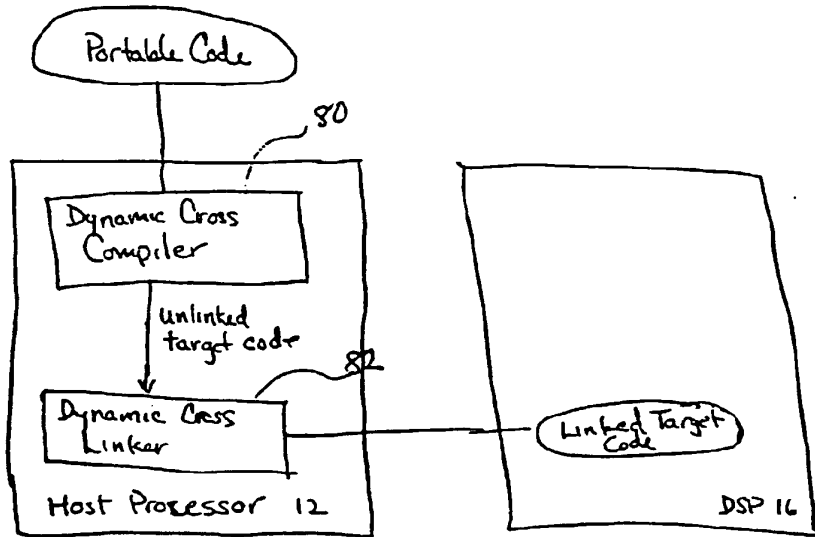 Portable Code
80
Dynamic Cross
Compiler
unlinked
target code
82
Dynamic Cross
Linker
Linked Target
Code
Host Processor 12
DSP 16